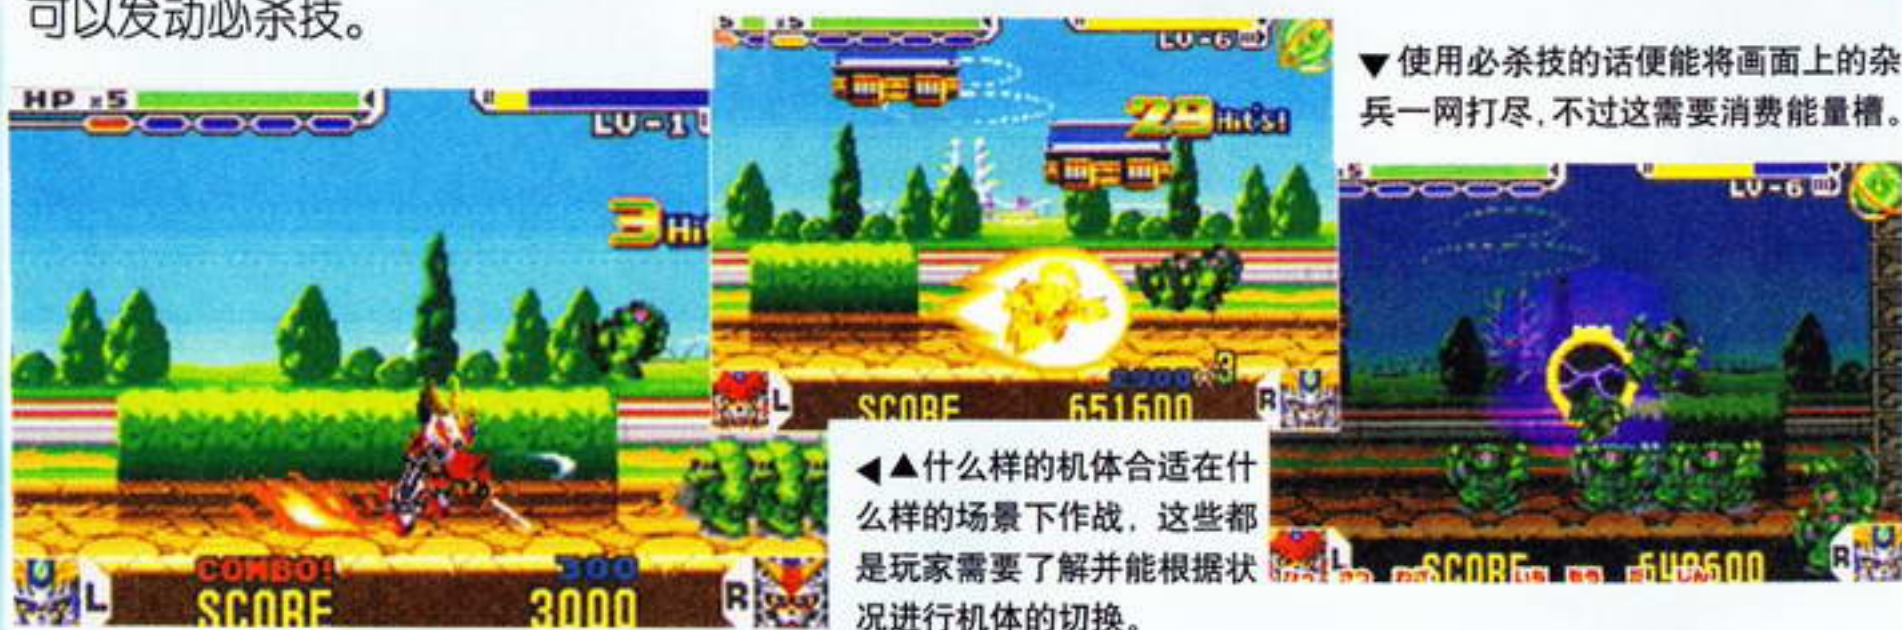 可以发动必杀技。
HP x5
LV-1
3Hit
COMBO! 300
L SCORE 3000 R
x5
LV-6
29Hit's!
2900x3
L SCORE 651600 R
▼使用必杀技的话便能将画面上的杂
兵一网打尽，不过这需要消费能量槽。
LV-6
L SCORE 648600 R
◀▲什么样的机体合适在什
么样的场景下作战，这些都
是玩家需要了解并能根据状
况进行机体的切换。